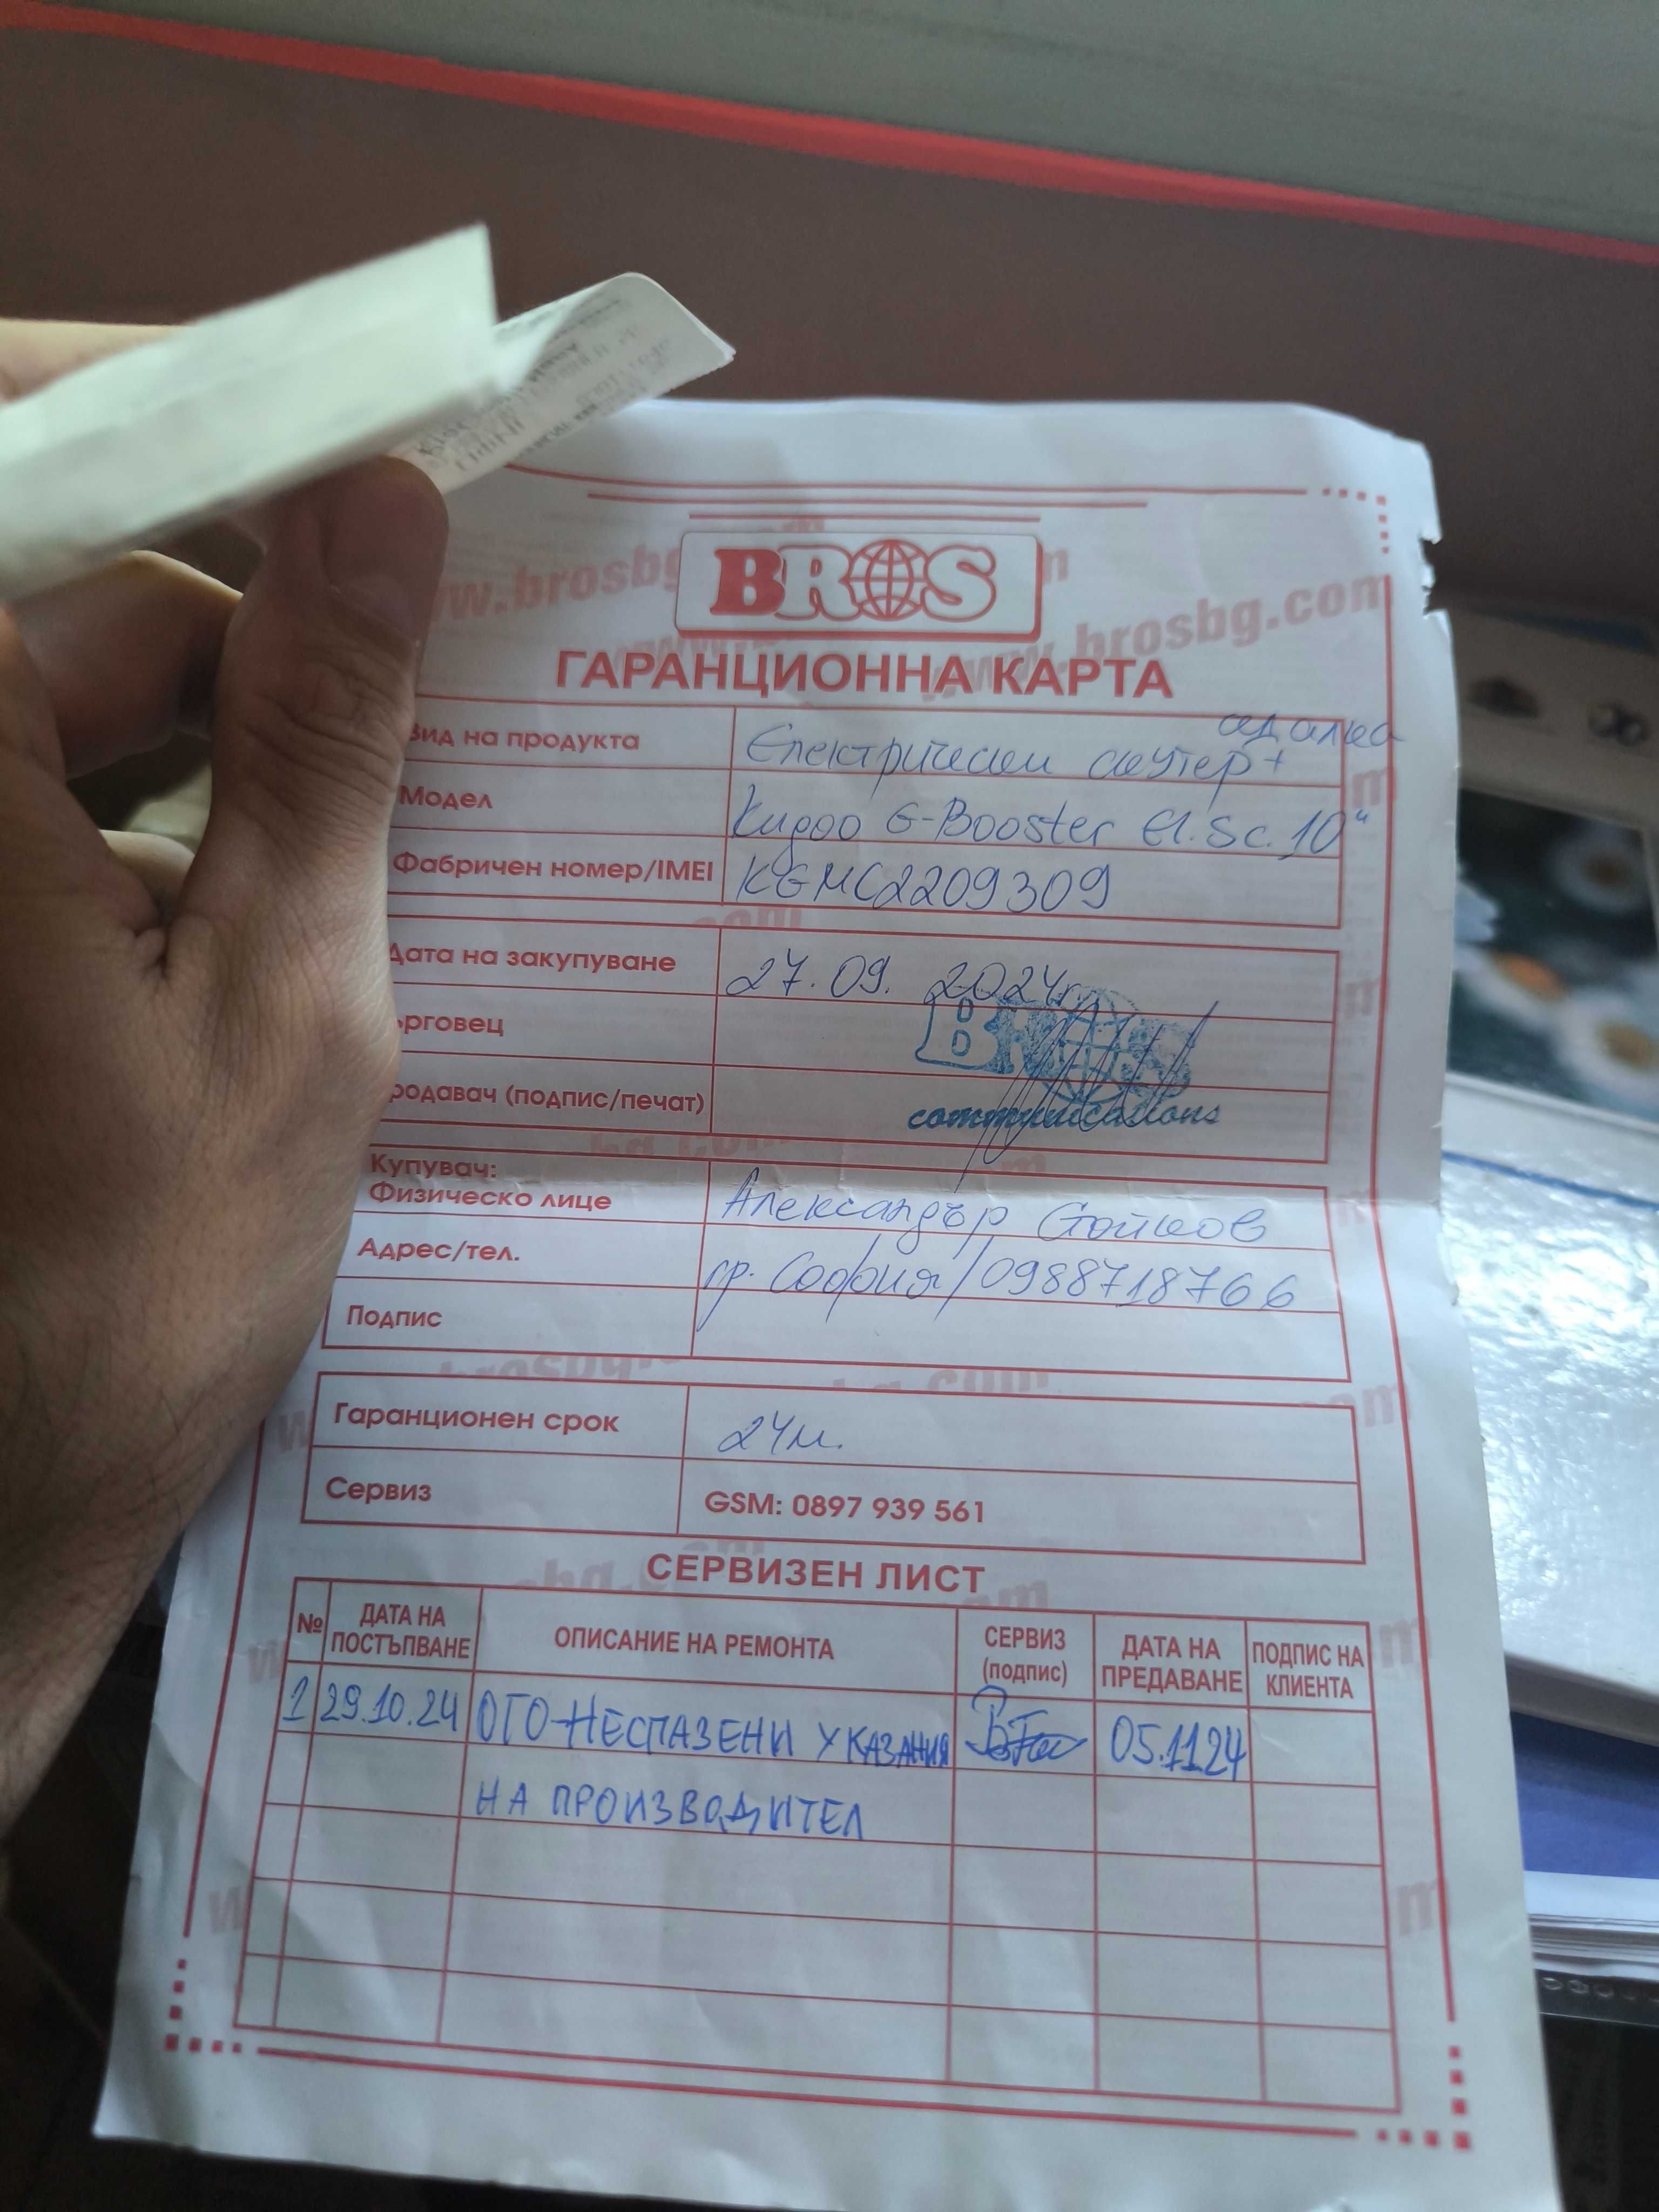 BROS
ГАРАНЦИОННА КАРТА
Вид на продукта Електрически скутер + седалка
Модел Kugoo G-Booster El. Sc. 10"
Фабричен номер/IMEI KGMC2209309
Дата на закупуване 27.09.2024г.
ърговец BROS
родавач (подпис/печат) communications
Купувач:
Физическо лице Александър Стойков
Адрес/тел. гр. София/0988718766
Подпис
Гаранционен срок 24м.
Сервиз GSM: 0897 939 561
СЕРВИЗЕН ЛИСТ
№ ДАТА НА ПОСТЪПВАНЕ ОПИСАНИЕ НА РЕМОНТА СЕРВИЗ (подпис) ДАТА НА ПРЕДАВАНЕ ПОДПИС НА КЛИЕНТА
1 29.10.24 ОГО-НЕСПАЗЕНИ УКАЗАНИЯ 05.11.24
НА ПРОИЗВОДИТЕЛ
www.brosbg.com